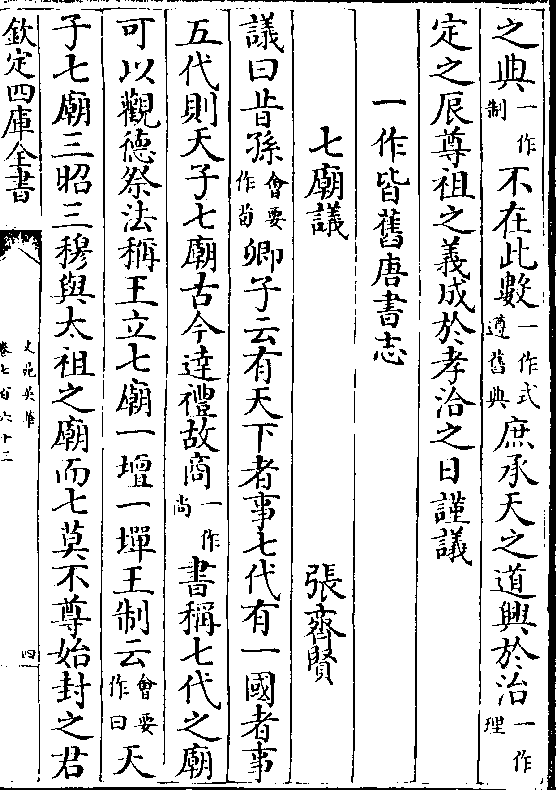 之典一作制不在此數一作式遵舊典庶承天之道興於治一作理
定之辰尊祖之義成於孝治之日謹議
一作皆舊唐書志
七廟議
張齊賢
議曰昔孫會要作荀卿子云有天下者事七代有一國者事
五代則天子七廟古今達禮故商一作尚書稱七代之廟
可以觀德祭法稱王立七廟一壇一墠王制云會要作曰天
子七廟三昭三穆與太祖之廟而七莫不尊始封之君
欽定四庫全書
文苑英華
卷七百六十二
四